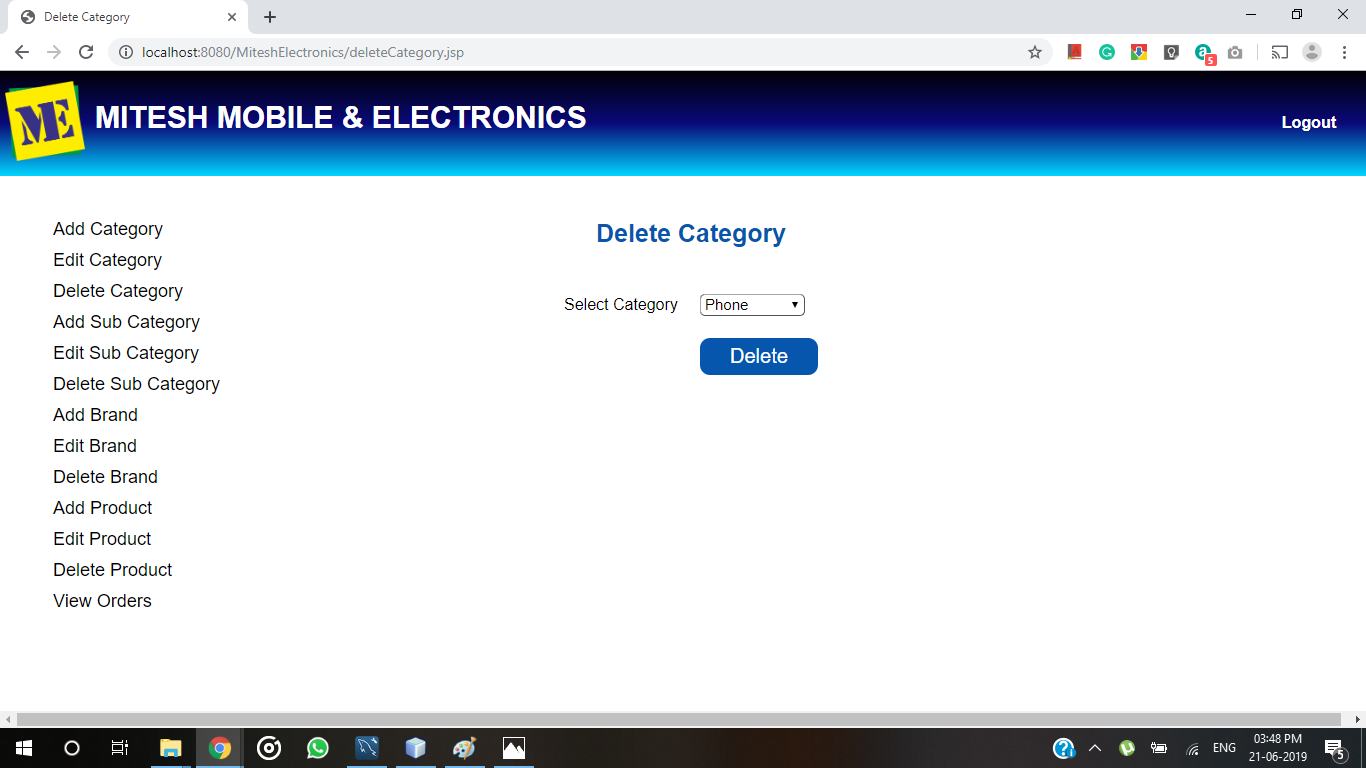 Delete Category
localhost:8080/MiteshElectronics/deleteCategory.jsp
5
ME
MITESH MOBILE & ELECTRONICS
Logout
Add Category
Edit Category
Delete Category
Add Sub Category
Edit Sub Category
Delete Sub Category
Add Brand
Edit Brand
Delete Brand
Add Product
Edit Product
Delete Product
View Orders
Delete Category
Select Category
Phone
Delete
ENG
03:48 PM
21-06-2019
5